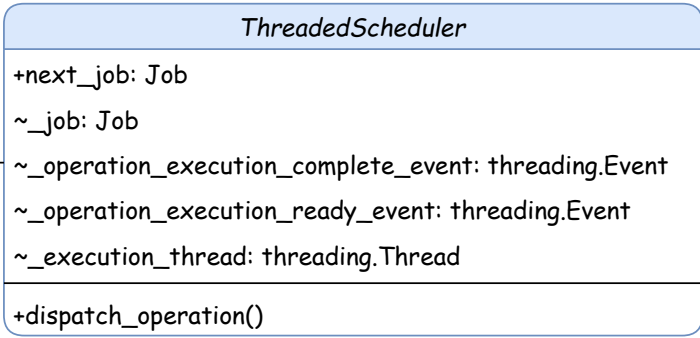 ThreadedScheduler
+next_job: Job
~_job: Job
~_operation_execution_complete_event: threading.Event
~_operation_execution_ready_event: threading.Event
~_execution_thread: threading.Thread
+dispatch_operation()